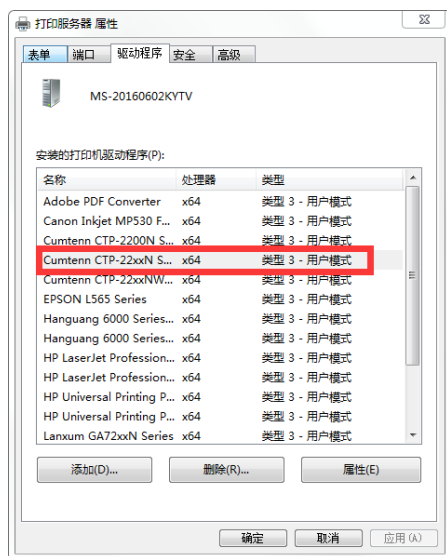 打印服务器 属性
表单 端口 驱动程序 安全 高级
MS-20160602KYTV
安装的打印机驱动程序(P):
名称 处理器 类型
Adobe PDF Converter x64 类型 3 - 用户模式
Canon Inkjet MP530 F... x64 类型 3 - 用户模式
Cumtenn CTP-2200N S... x64 类型 3 - 用户模式
Cumtenn CTP-22xxN S... x64 类型 3 - 用户模式
Cumtenn CTP-22xxNW... x64 类型 3 - 用户模式
EPSON L565 Series x64 类型 3 - 用户模式
Hanguang 6000 Series... x64 类型 3 - 用户模式
Hanguang 6000 Series... x64 类型 3 - 用户模式
HP LaserJet Profession... x64 类型 3 - 用户模式
HP LaserJet Profession... x64 类型 3 - 用户模式
HP Universal Printing P... x64 类型 3 - 用户模式
HP Universal Printing P... x64 类型 3 - 用户模式
Lanxum GA72xxN Series x64 类型 3 - 用户模式
添加(D)... 删除(R)... 属性(E)
确定 取消 应用(A)